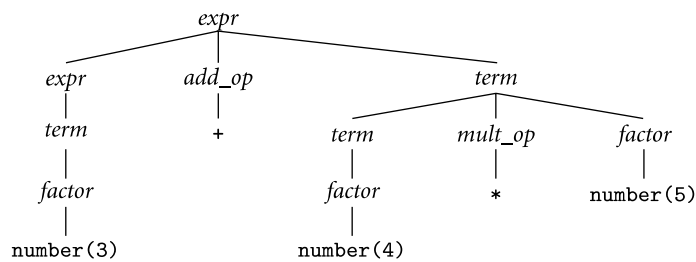 expr
expr add_op term
term + term mult_op factor
factor factor * number(5)
number(3) number(4)